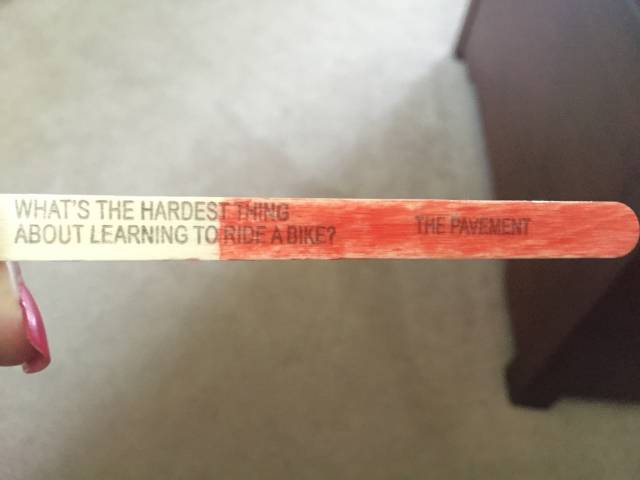 WHAT'S THE HARDEST THING
ABOUT LEARNING TO RIDE A BIKE?
THE PAVEMENT